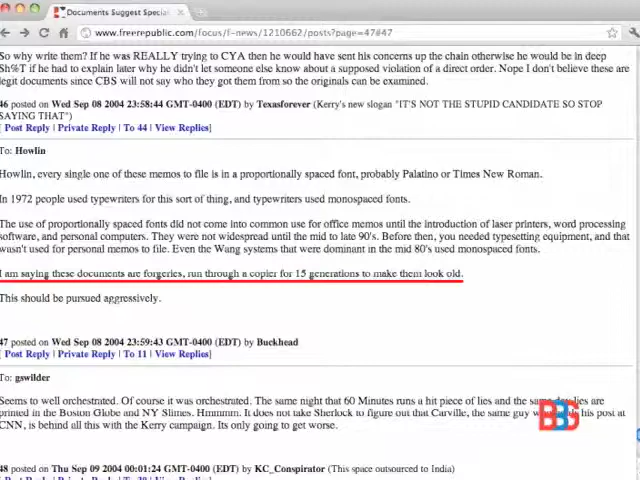 Documents Suggest Special
www.freerepublic.com/focus/f-news/1210662/posts?page=47#47
So why write them? If he was REALLY trying to CYA then he would have sent his concerns up the chain otherwise he would be in deep
Sh%T if he had to explain later why he didn't let someone else know about a supposed violation of a direct order. Nope I don't believe these are
legit documents since CBS will not say who they got them from so the originals can be examined.
46 posted on Wed Sep 08 2004 23:58:44 GMT-0400 (EDT) by Texasforever (Kerry's new slogan "IT'S NOT THE STUPID CANDIDATE SO STOP
SAYING THAT")
[ Post Reply | Private Reply | To 44 | View Replies]
To: Howlin
Howlin, every single one of these memos to file is in a proportionally spaced font, probably Palatino or Times New Roman.
In 1972 people used typewriters for this sort of thing, and typewriters used monospaced fonts.
The use of proportionally spaced fonts did not come into common use for office memos until the introduction of laser printers, word processing
software, and personal computers. They were not widespread until the mid to late 90's. Before then, you needed typesetting equipment, and that
wasn't used for personal memos to file. Even the Wang systems that were dominant in the mid 80's used monospaced fonts.
I am saying these documents are forgeries, run through a copier for 15 generations to make them look old.
This should be pursued aggressively.
47 posted on Wed Sep 08 2004 23:59:43 GMT-0400 (EDT) by Buckhead
[ Post Reply | Private Reply | To 11 | View Replies]
To: gswilder
Seems to well orchestrated. Of course it was orchestrated. The same night that 60 Minutes runs a hit piece of lies and the same day lies are
printed in the Boston Globe and NY Slimes. Hmmmm. It does not take Sherlock to figure out that Carville, the same guy his post at
CNN, is behind all this with the Kerry campaign. Its only going to get worse.
48 posted on Thu Sep 09 2004 00:01:24 GMT-0400 (EDT) by KC_Conspirator (This space outsourced to India)